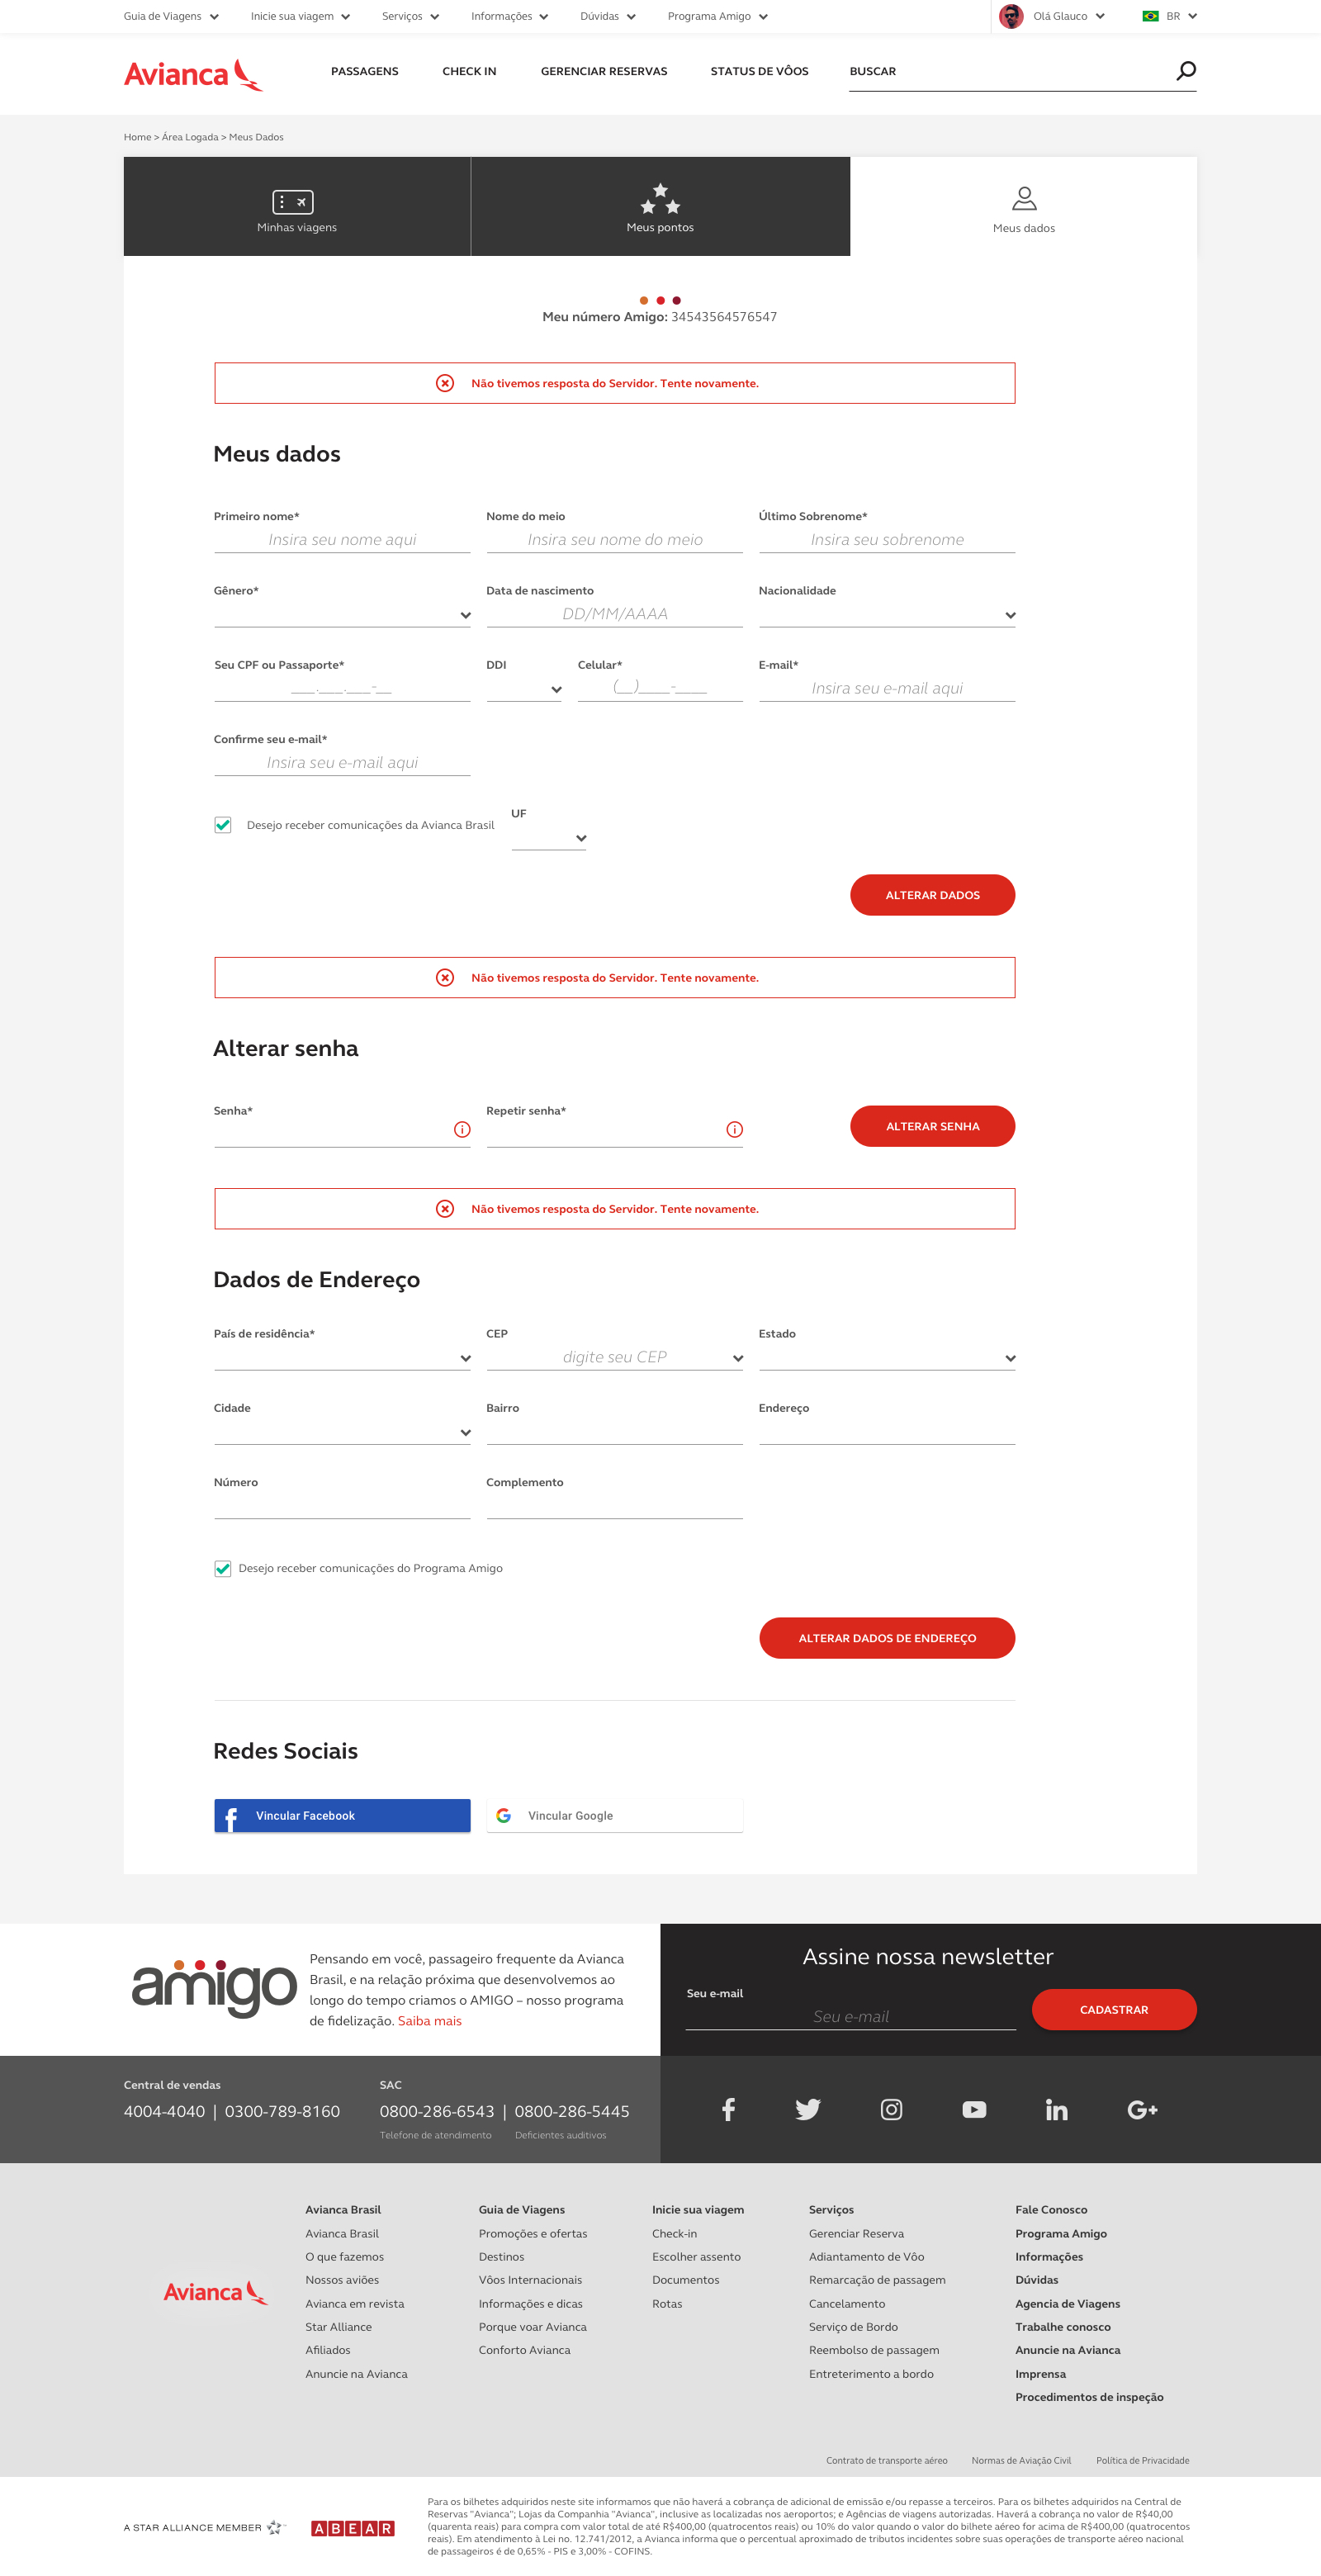 Guia de Viagens Inicie sua viagem Serviços Informações Dúvidas Programa Amigo Olá Glauco BR
Avianca PASSAGENS CHECK IN GERENCIAR RESERVAS STATUS DE VÔOS BUSCAR
Home > Área Logada > Meus Dados
Minhas viagens Meus pontos Meus dados
Meu número Amigo: 34543564576547
Não tivemos resposta do Servidor. Tente novamente.
Meus dados
Primeiro nome* Nome do meio Último Sobrenome*
Insira seu nome aqui Insira seu nome do meio Insira seu sobrenome
Gênero* Data de nascimento Nacionalidade
DD/MM/AAAA
Seu CPF ou Passaporte* DDI Celular* E-mail*
___.___.___-__ (__)____-____ Insira seu e-mail aqui
Confirme seu e-mail*
Insira seu e-mail aqui
UF
Desejo receber comunicações da Avianca Brasil
ALTERAR DADOS
Não tivemos resposta do Servidor. Tente novamente.
Alterar senha
Senha* Repetir senha*
ALTERAR SENHA
Não tivemos resposta do Servidor. Tente novamente.
Dados de Endereço
País de residência* CEP Estado
digite seu CEP
Cidade Bairro Endereço
Número Complemento
Desejo receber comunicações do Programa Amigo
ALTERAR DADOS DE ENDEREÇO
Redes Sociais
Vincular Facebook Vincular Google
amigo
Pensando em você, passageiro frequente da Avianca
Brasil, e na relação próxima que desenvolvemos ao
longo do tempo criamos o AMIGO – nosso programa
de fidelização. Saiba mais
Assine nossa newsletter
Seu e-mail
Seu e-mail
CADASTRAR
Central de vendas SAC
4004-4040 | 0300-789-8160 0800-286-6543 | 0800-286-5445
Telefone de atendimento Deficientes auditivos
Avianca
Avianca Brasil
Avianca Brasil
O que fazemos
Nossos aviões
Avianca em revista
Star Alliance
Afiliados
Anuncie na Avianca
Guia de Viagens
Promoções e ofertas
Destinos
Vôos Internacionais
Informações e dicas
Porque voar Avianca
Conforto Avianca
Inicie sua viagem
Check-in
Escolher assento
Documentos
Rotas
Serviços
Gerenciar Reserva
Adiantamento de Vôo
Remarcação de passagem
Cancelamento
Serviço de Bordo
Reembolso de passagem
Entreterimento a bordo
Fale Conosco
Programa Amigo
Informações
Dúvidas
Agencia de Viagens
Trabalhe conosco
Anuncie na Avianca
Imprensa
Procedimentos de inspeção
Contrato de transporte aéreo Normas de Aviação Civil Política de Privacidade
A STAR ALLIANCE MEMBER
ABEAR
Para os bilhetes adquiridos neste site informamos que não haverá a cobrança de adicional de emissão e/ou repasse a terceiros. Para os bilhetes adquiridos na Central de
Reservas "Avianca"; Lojas da Companhia "Avianca", inclusive as localizadas nos aeroportos; e Agências de viagens autorizadas. Haverá a cobrança no valor de R$40,00
(quarenta reais) para compra com valor total de até R$400,00 (quatrocentos reais) ou 10% do valor quando o valor do bilhete aéreo for acima de R$400,00 (quatrocentos
reais). Em atendimento à Lei no. 12.741/2012, a Avianca informa que o percentual aproximado de tributos incidentes sobre suas operações de transporte aéreo nacional
de passageiros é de 0,65% - PIS e 3,00% - COFINS.